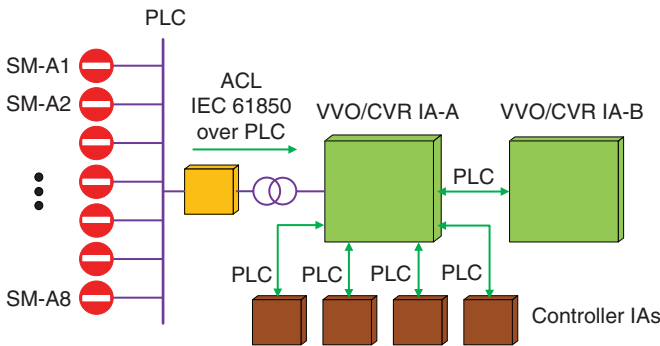 PLC
SM-A1
SM-A2
SM-A8
ACL
IEC 61850
over PLC
VVO/CVR IA-A
VVO/CVR IA-B
PLC
PLC
PLC
PLC
PLC
Controller IAs